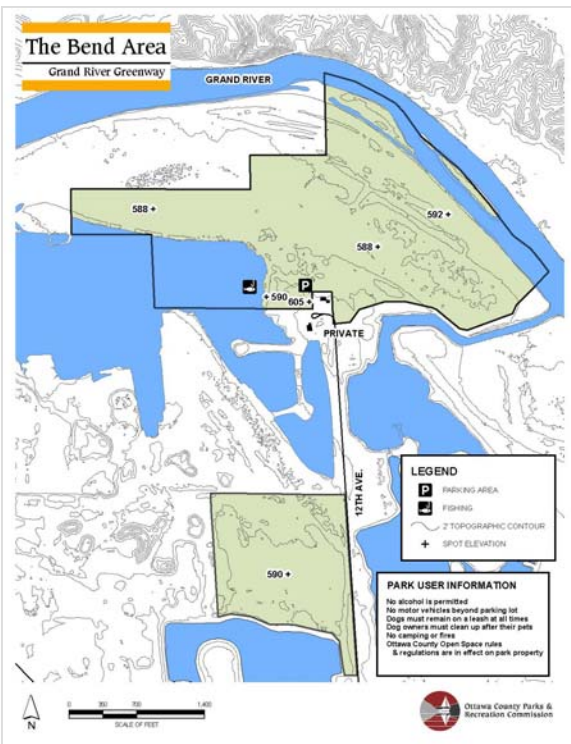 The Bend Area
Grand River Greenway
GRAND RIVER
588 +
592 +
588 +
P
+ 590
605 +
PRIVATE
12TH AVE.
590 +
LEGEND
P PARKING AREA
FISHING
2' TOPOGRAPHIC CONTOUR
+ SPOT ELEVATION
PARK USER INFORMATION
No alcohol is permitted
No motor vehicles beyond parking lot
Dogs must remain on a leash at all times
Dog owners must clean up after their pets
No camping or fires
Ottawa County Open Space rules
& regulations are in effect on park property
N
0 350 700 1,400
SCALE OF FEET
Ottawa County Parks &
Recreation Commission